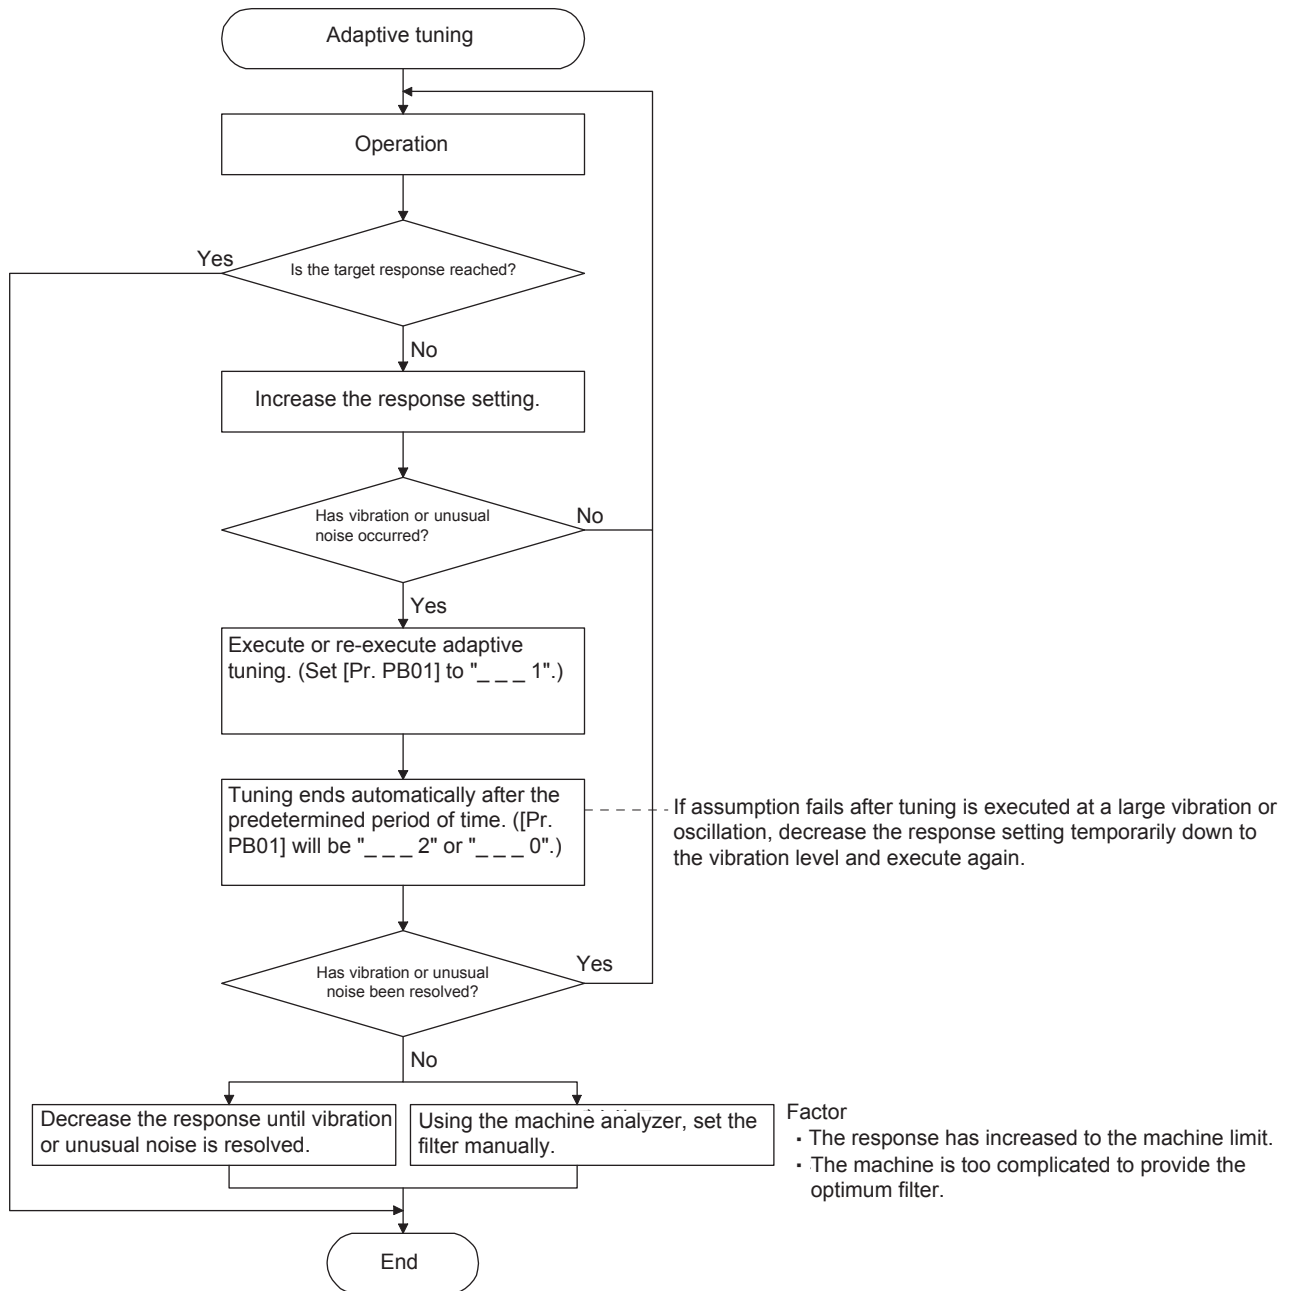 Adaptive tuning
Operation
Yes
Is the target response reached?
No
Increase the response setting.
Has vibration or unusual
noise occurred?
No
Yes
Execute or re-execute adaptive
tuning. (Set [Pr. PB01] to "_ _ _ 1".)
Tuning ends automatically after the
predetermined period of time. ([Pr.
PB01] will be "_ _ _ 2" or "_ _ _ 0".)
If assumption fails after tuning is executed at a large vibration or
oscillation, decrease the response setting temporarily down to
the vibration level and execute again.
Has vibration or unusual
noise been resolved?
Yes
No
Decrease the response until vibration
or unusual noise is resolved.
Using the machine analyzer, set the
filter manually.
Factor
・The response has increased to the machine limit.
・The machine is too complicated to provide the
optimum filter.
End